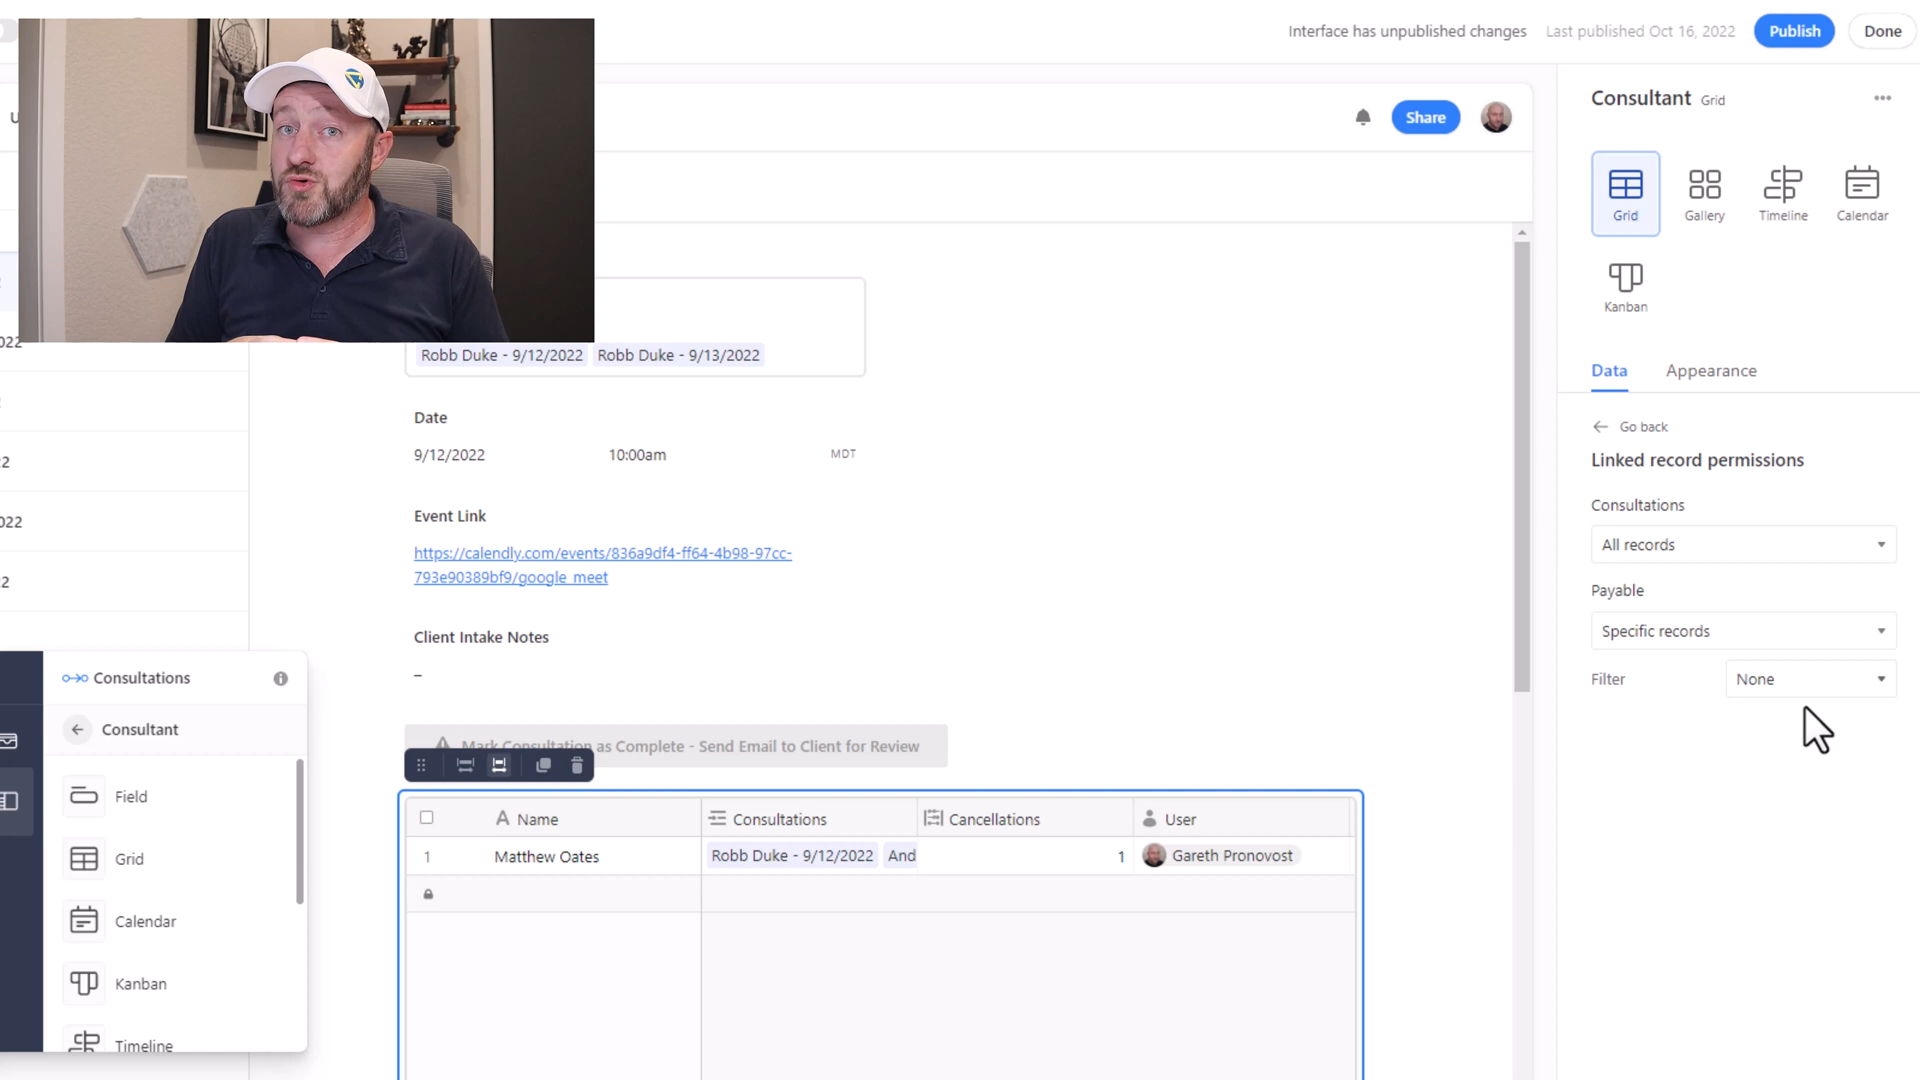 Interface has unpublished changes
Last published Oct 16, 2022
Publish
Done
U
Share
Consultant Grid
Grid
Gallery
Timeline
Calendar
Kanban
Data
Appearance
Go back
Linked record permissions
Consultations
All records
Payable
Specific records
Filter
None
022
22
022
22
Robb Duke - 9/12/2022
Robb Duke - 9/13/2022
Date
9/12/2022
10:00am
MDT
Event Link
https://calendly.com/events/836a9df4-ff64-4b98-97cc-
793e90389bf9/google_meet
Client Intake Notes
–
Mark Consultation as Complete - Send Email to Client for Review
Name
Consultations
Cancellations
User
1
Matthew Oates
Robb Duke - 9/12/2022
And
1
Gareth Pronovost
Consultations
Consultant
Field
Grid
Calendar
Kanban
Timeline